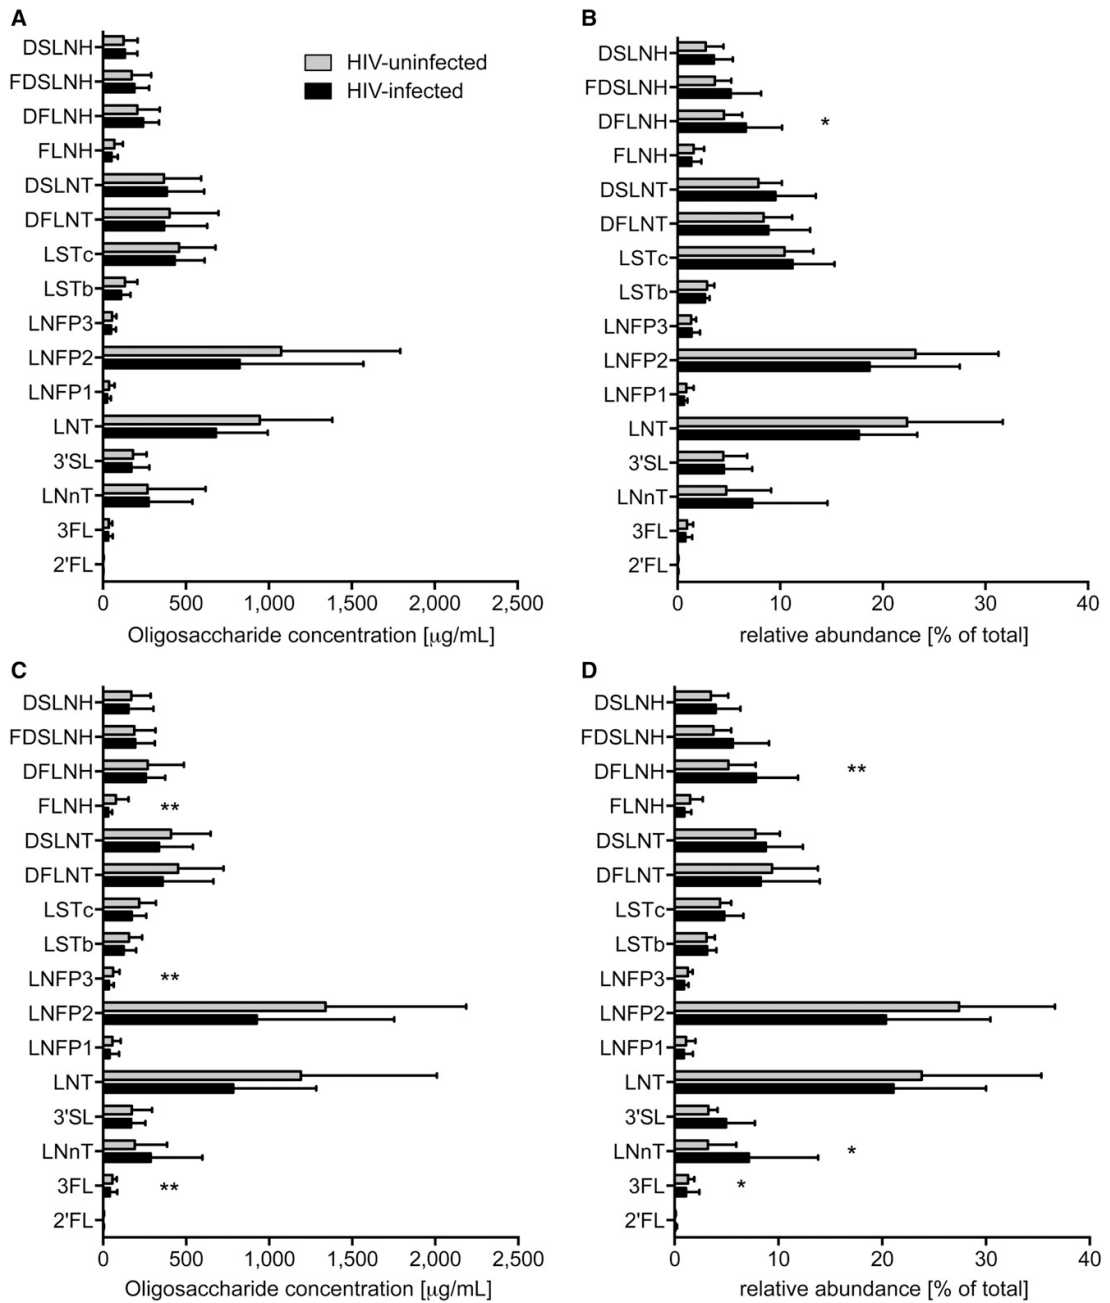 A
DSLNH
FDSLNH
DFLNH
FLNH
DSLNT
DFLNT
LSTc
LSTb
LNFP3
LNFP2
LNFP1
LNT
3'SL
LNnT
3FL
2'FL
HIV-uninfected
HIV-infected
0 500 1,000 1,500 2,000 2,500
Oligosaccharide concentration [µg/mL]
B
DSLNH
FDSLNH
DFLNH *
FLNH
DSLNT
DFLNT
LSTc
LSTb
LNFP3
LNFP2
LNFP1
LNT
3'SL
LNnT
3FL
2'FL
0 10 20 30 40
relative abundance [% of total]
C
DSLNH
FDSLNH
DFLNH
FLNH **
DSLNT
DFLNT
LSTc
LSTb
LNFP3 **
LNFP2
LNFP1
LNT
3'SL
LNnT
3FL **
2'FL
0 500 1,000 1,500 2,000 2,500
Oligosaccharide concentration [µg/mL]
D
DSLNH
FDSLNH
DFLNH **
FLNH
DSLNT
DFLNT
LSTc
LSTb
LNFP3
LNFP2
LNFP1
LNT
3'SL
LNnT *
3FL *
2'FL
0 10 20 30 40
relative abundance [% of total]